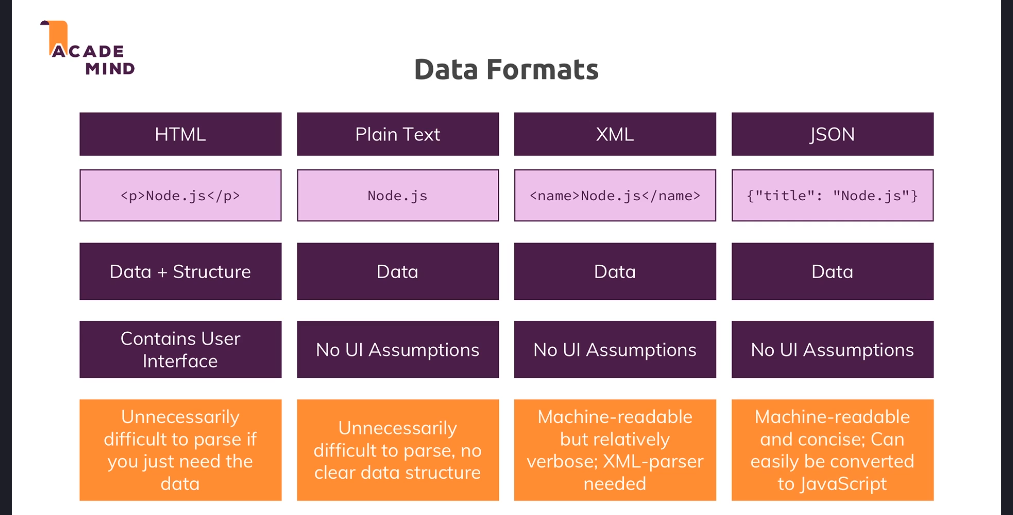 ACADE
MIND
Data Formats
HTML
Plain Text
XML
JSON
<p>Node.js</p>
Node.js
<name>Node.js</name>
{"title": "Node.js"}
Data + Structure
Data
Data
Data
Contains User
Interface
No UI Assumptions
No UI Assumptions
No UI Assumptions
Unnecessarily
difficult to parse if
you just need the
data
Unnecessarily
difficult to parse, no
clear data structure
Machine-readable
but relatively
verbose; XML-parser
needed
Machine-readable
and concise; Can
easily be converted
to JavaScript